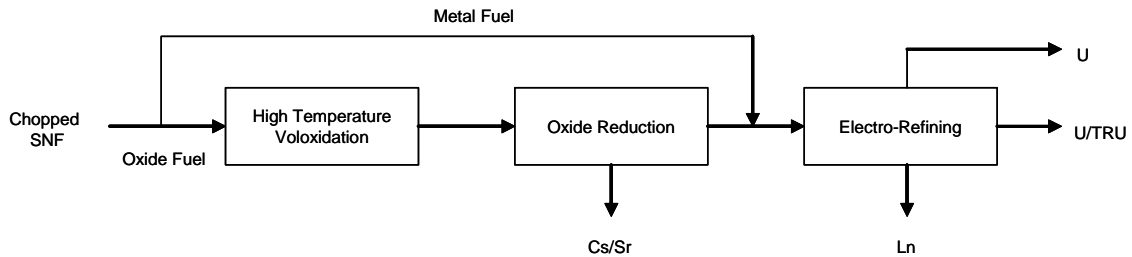 Metal Fuel
U
Chopped
SNF
High Temperature
Voloxidation
Oxide Reduction
Electro-Refining
U/TRU
Oxide Fuel
Cs/Sr
Ln